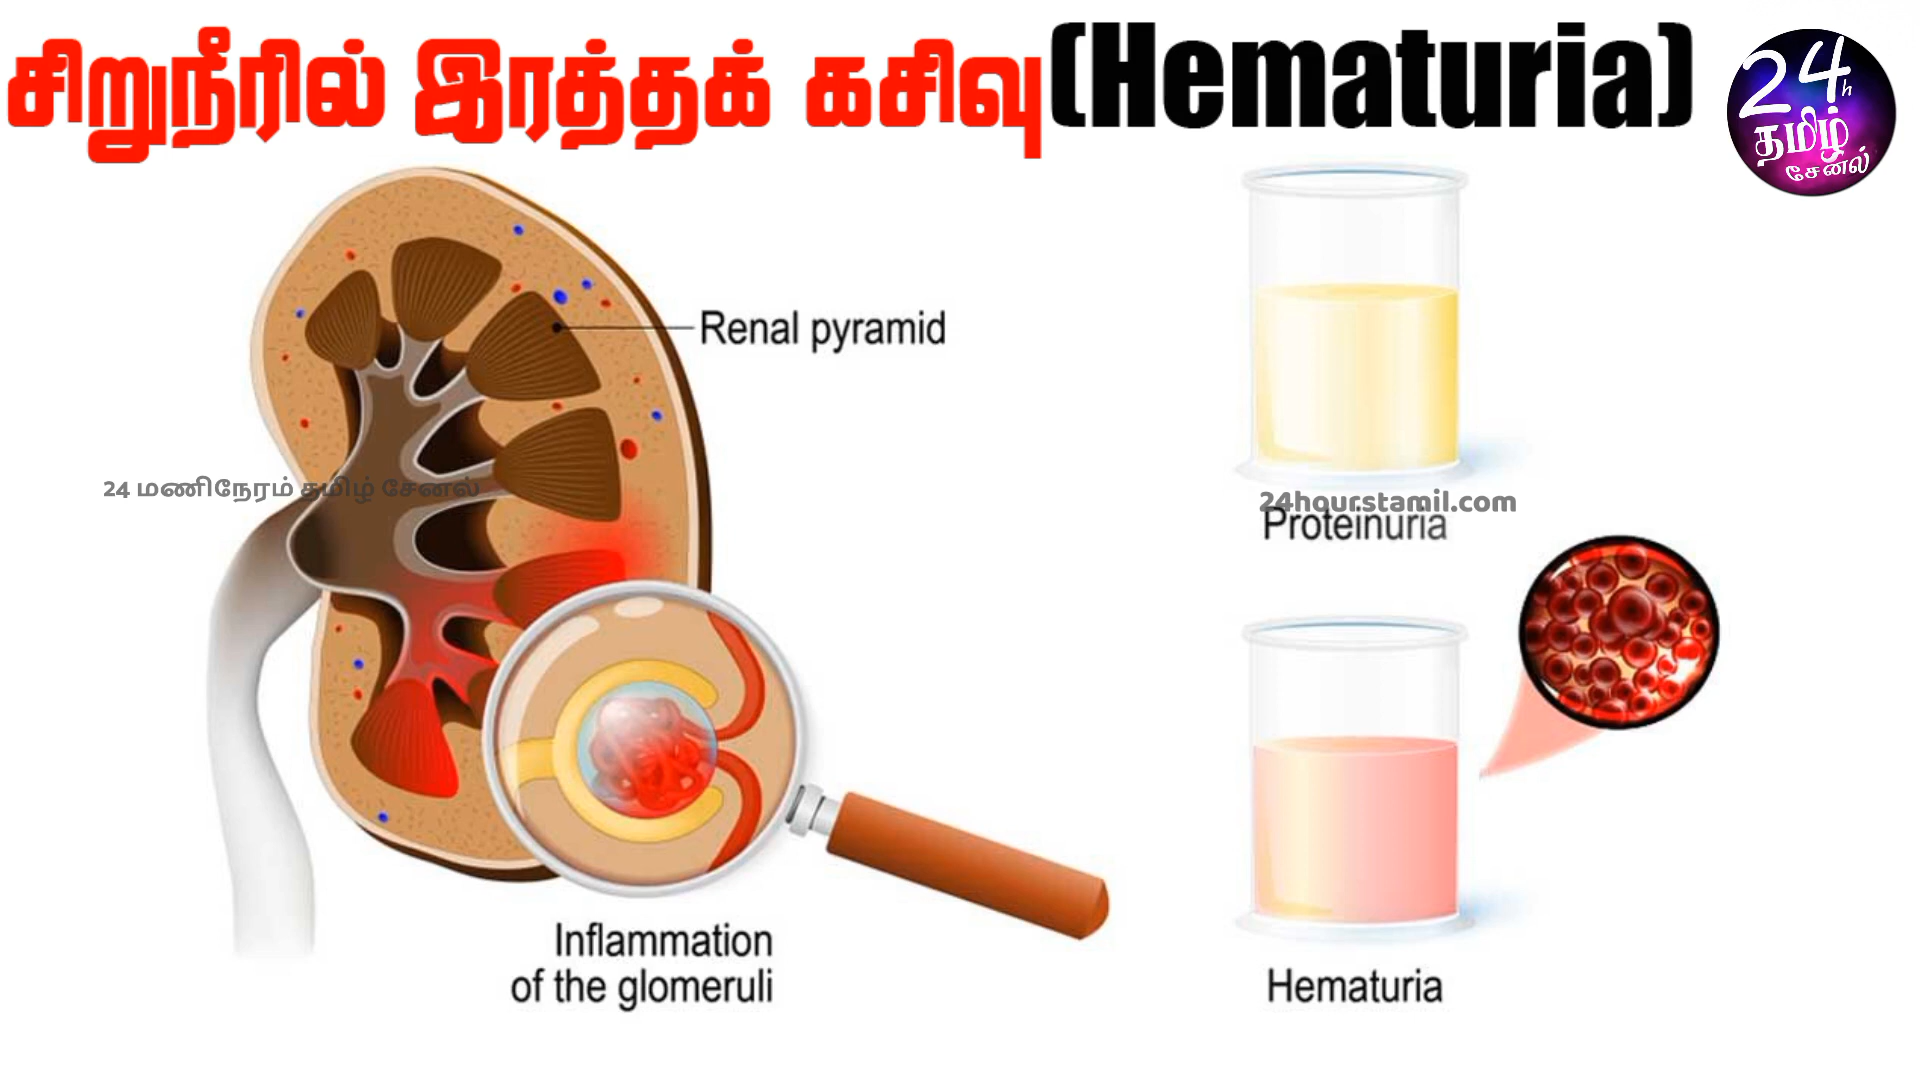 சிறுநீரில் இரத்தக் கசிவு(Hematuria)
24h
தமிழ்
சேனல்
Renal pyramid
24 மணிநேரம் தமிழ் சேனல்
24hourstamil.com
Proteinuria
Inflammation
of the glomeruli
Hematuria